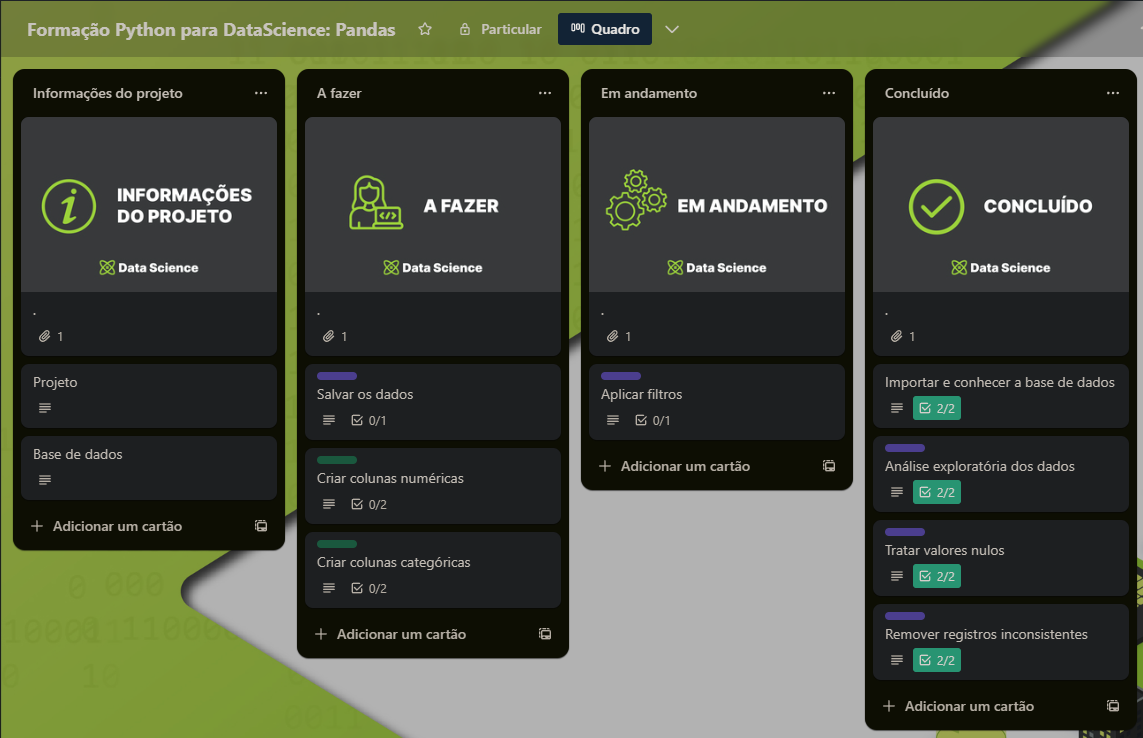 Formação Python para DataScience: Pandas
Particular
Quadro
Informações do projeto
INFORMAÇÕES
DO PROJETO
Data Science
.
1
Projeto
Base de dados
Adicionar um cartão
A fazer
A FAZER
Data Science
.
1
Salvar os dados
0/1
Criar colunas numéricas
0/2
Criar colunas categóricas
0/2
Adicionar um cartão
Em andamento
EM ANDAMENTO
Data Science
.
1
Aplicar filtros
0/1
Adicionar um cartão
Concluído
CONCLUÍDO
Data Science
.
1
Importar e conhecer a base de dados
2/2
Análise exploratória dos dados
2/2
Tratar valores nulos
2/2
Remover registros inconsistentes
2/2
Adicionar um cartão